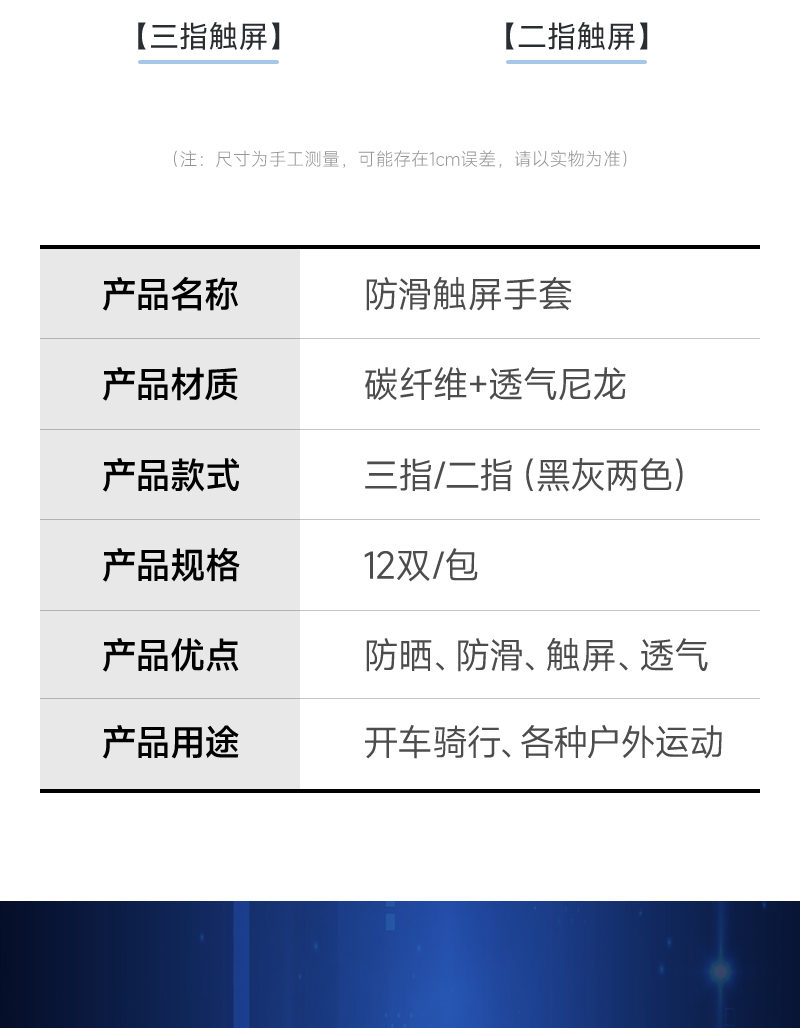 【三指触屏】 【二指触屏】
（注：尺寸为手工测量，可能存在1cm误差，请以实物为准）
产品名称 防滑触屏手套
产品材质 碳纤维+透气尼龙
产品款式 三指/二指（黑灰两色）
产品规格 12双/包
产品优点 防晒、防滑、触屏、透气
产品用途 开车骑行、各种户外运动